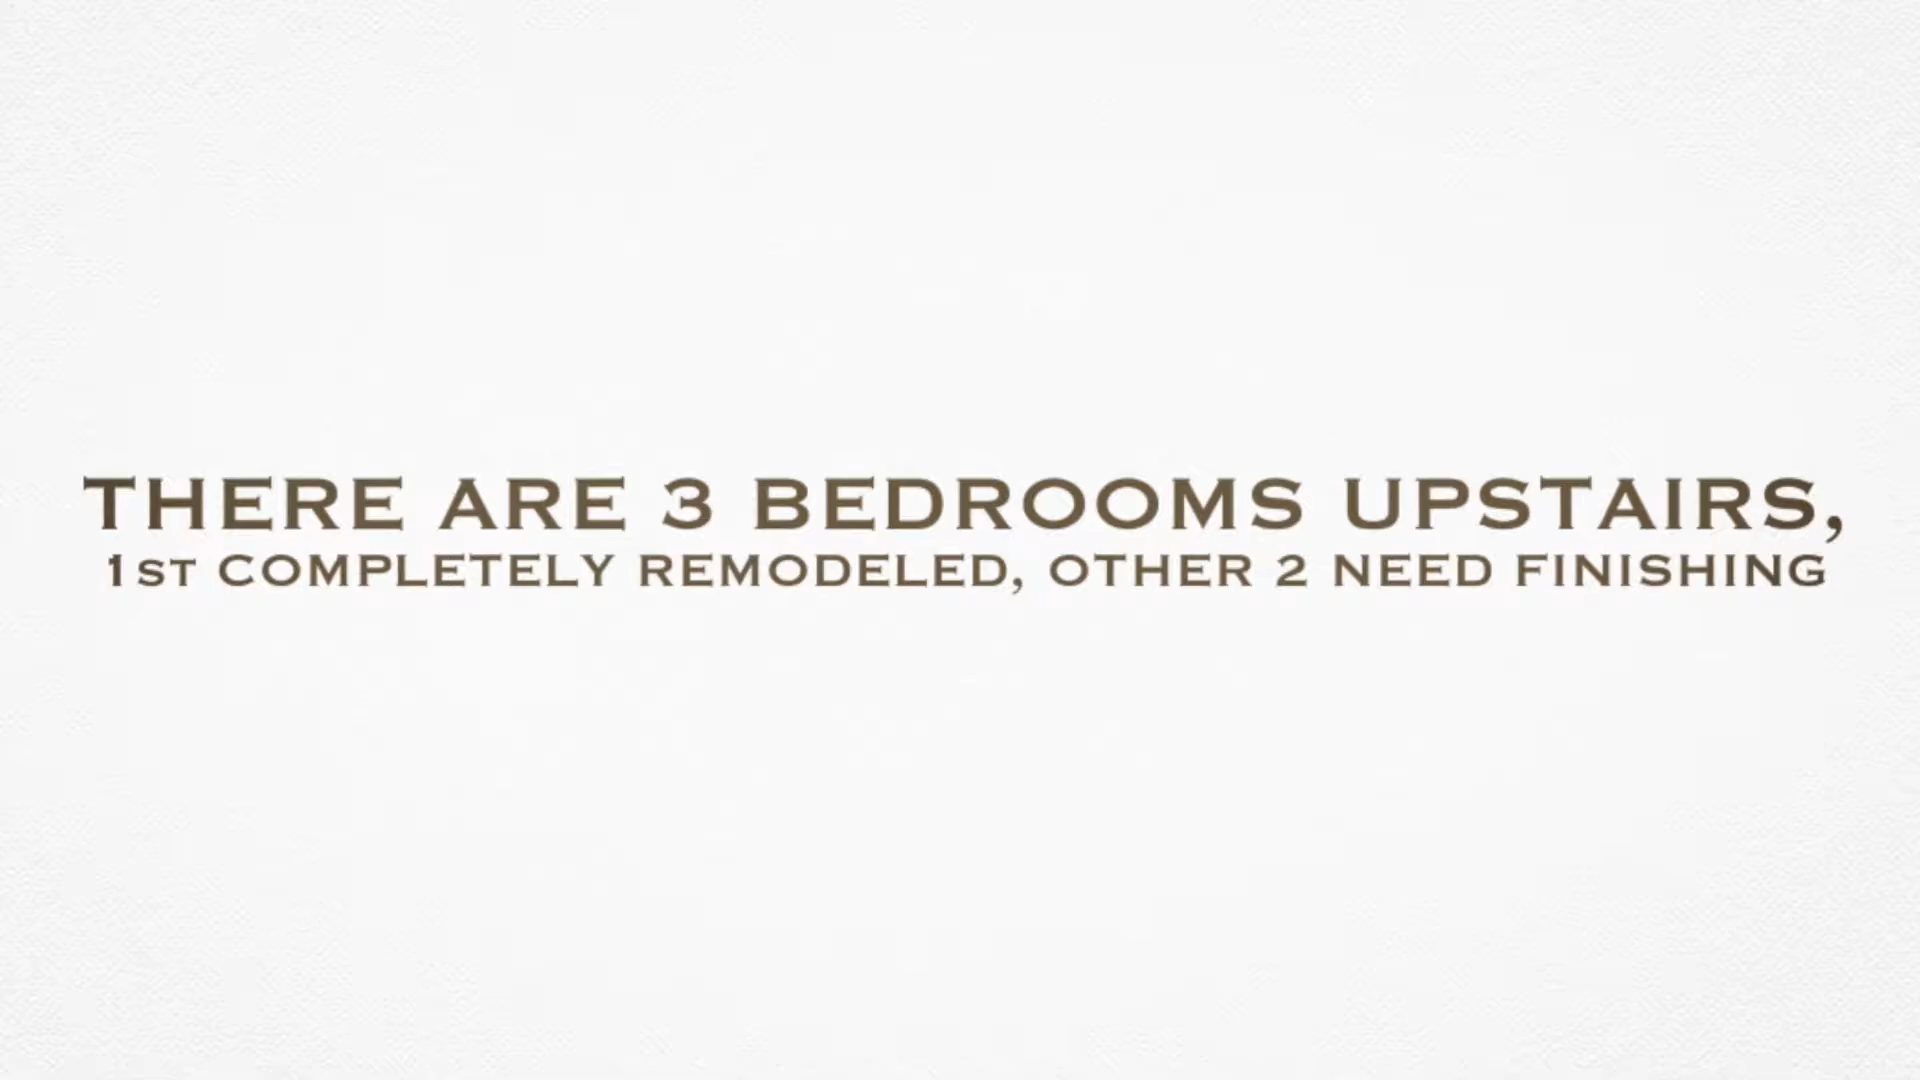 THERE ARE 3 BEDROOMS UPSTAIRS,
1ST COMPLETELY REMODELED, OTHER 2 NEED FINISHING